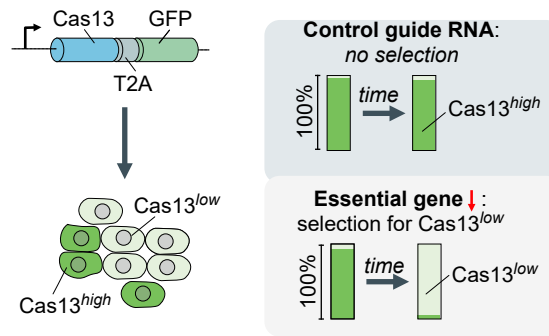 Cas13 GFP
T2A
Cas13low
Cas13high
Control guide RNA:
no selection
100%
time
Cas13high
Essential gene↓:
selection for Cas13low
100%
time
Cas13low